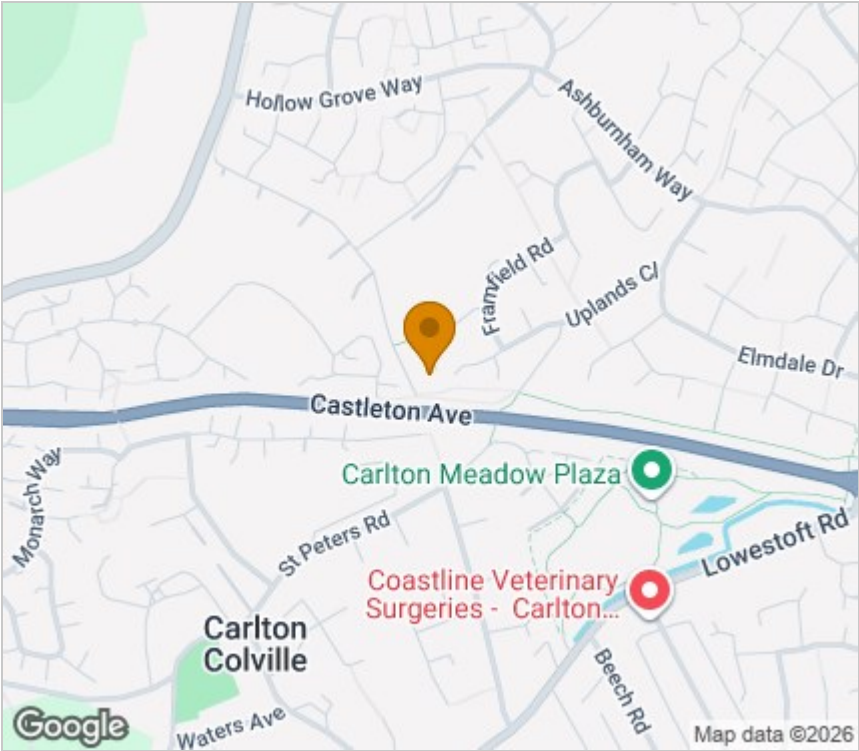 Hollow Grove Way
Ashburnham Way
Framfield Rd
Uplands Cl
Elmdale Dr
Castleton Ave
Carlton Meadow Plaza
Monarch Way
St Peters Rd
Lowestoft Rd
Coastline Veterinary
Surgeries - Carlton...
Carlton
Colville
Beech Rd
Waters Ave
Google
Map data ©2026